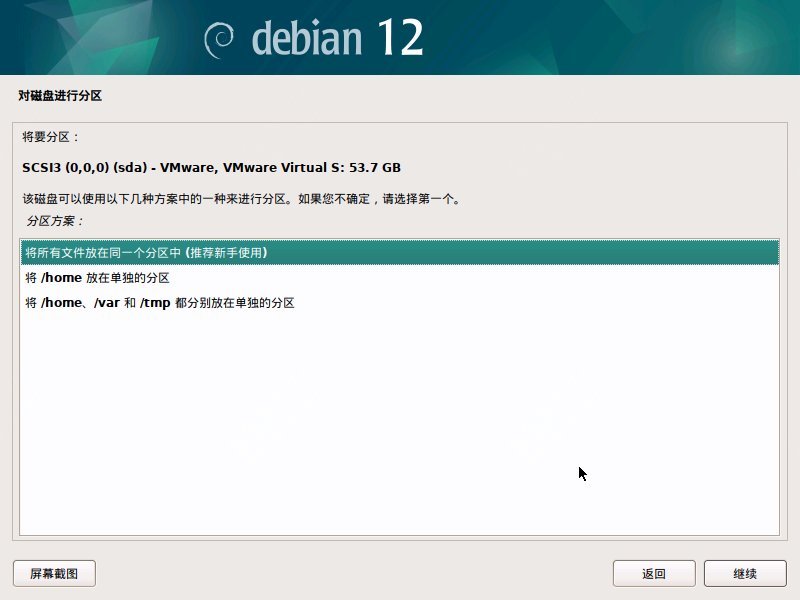 debian 12
对磁盘进行分区
将要分区：
SCSI3 (0,0,0) (sda) - VMware, VMware Virtual S: 53.7 GB
该磁盘可以使用以下几种方案中的一种来进行分区。如果您不确定，请选择第一个。
分区方案：
将所有文件放在同一个分区中 (推荐新手使用)
将 /home 放在单独的分区
将 /home、/var 和 /tmp 都分别放在单独的分区
屏幕截图
返回
继续